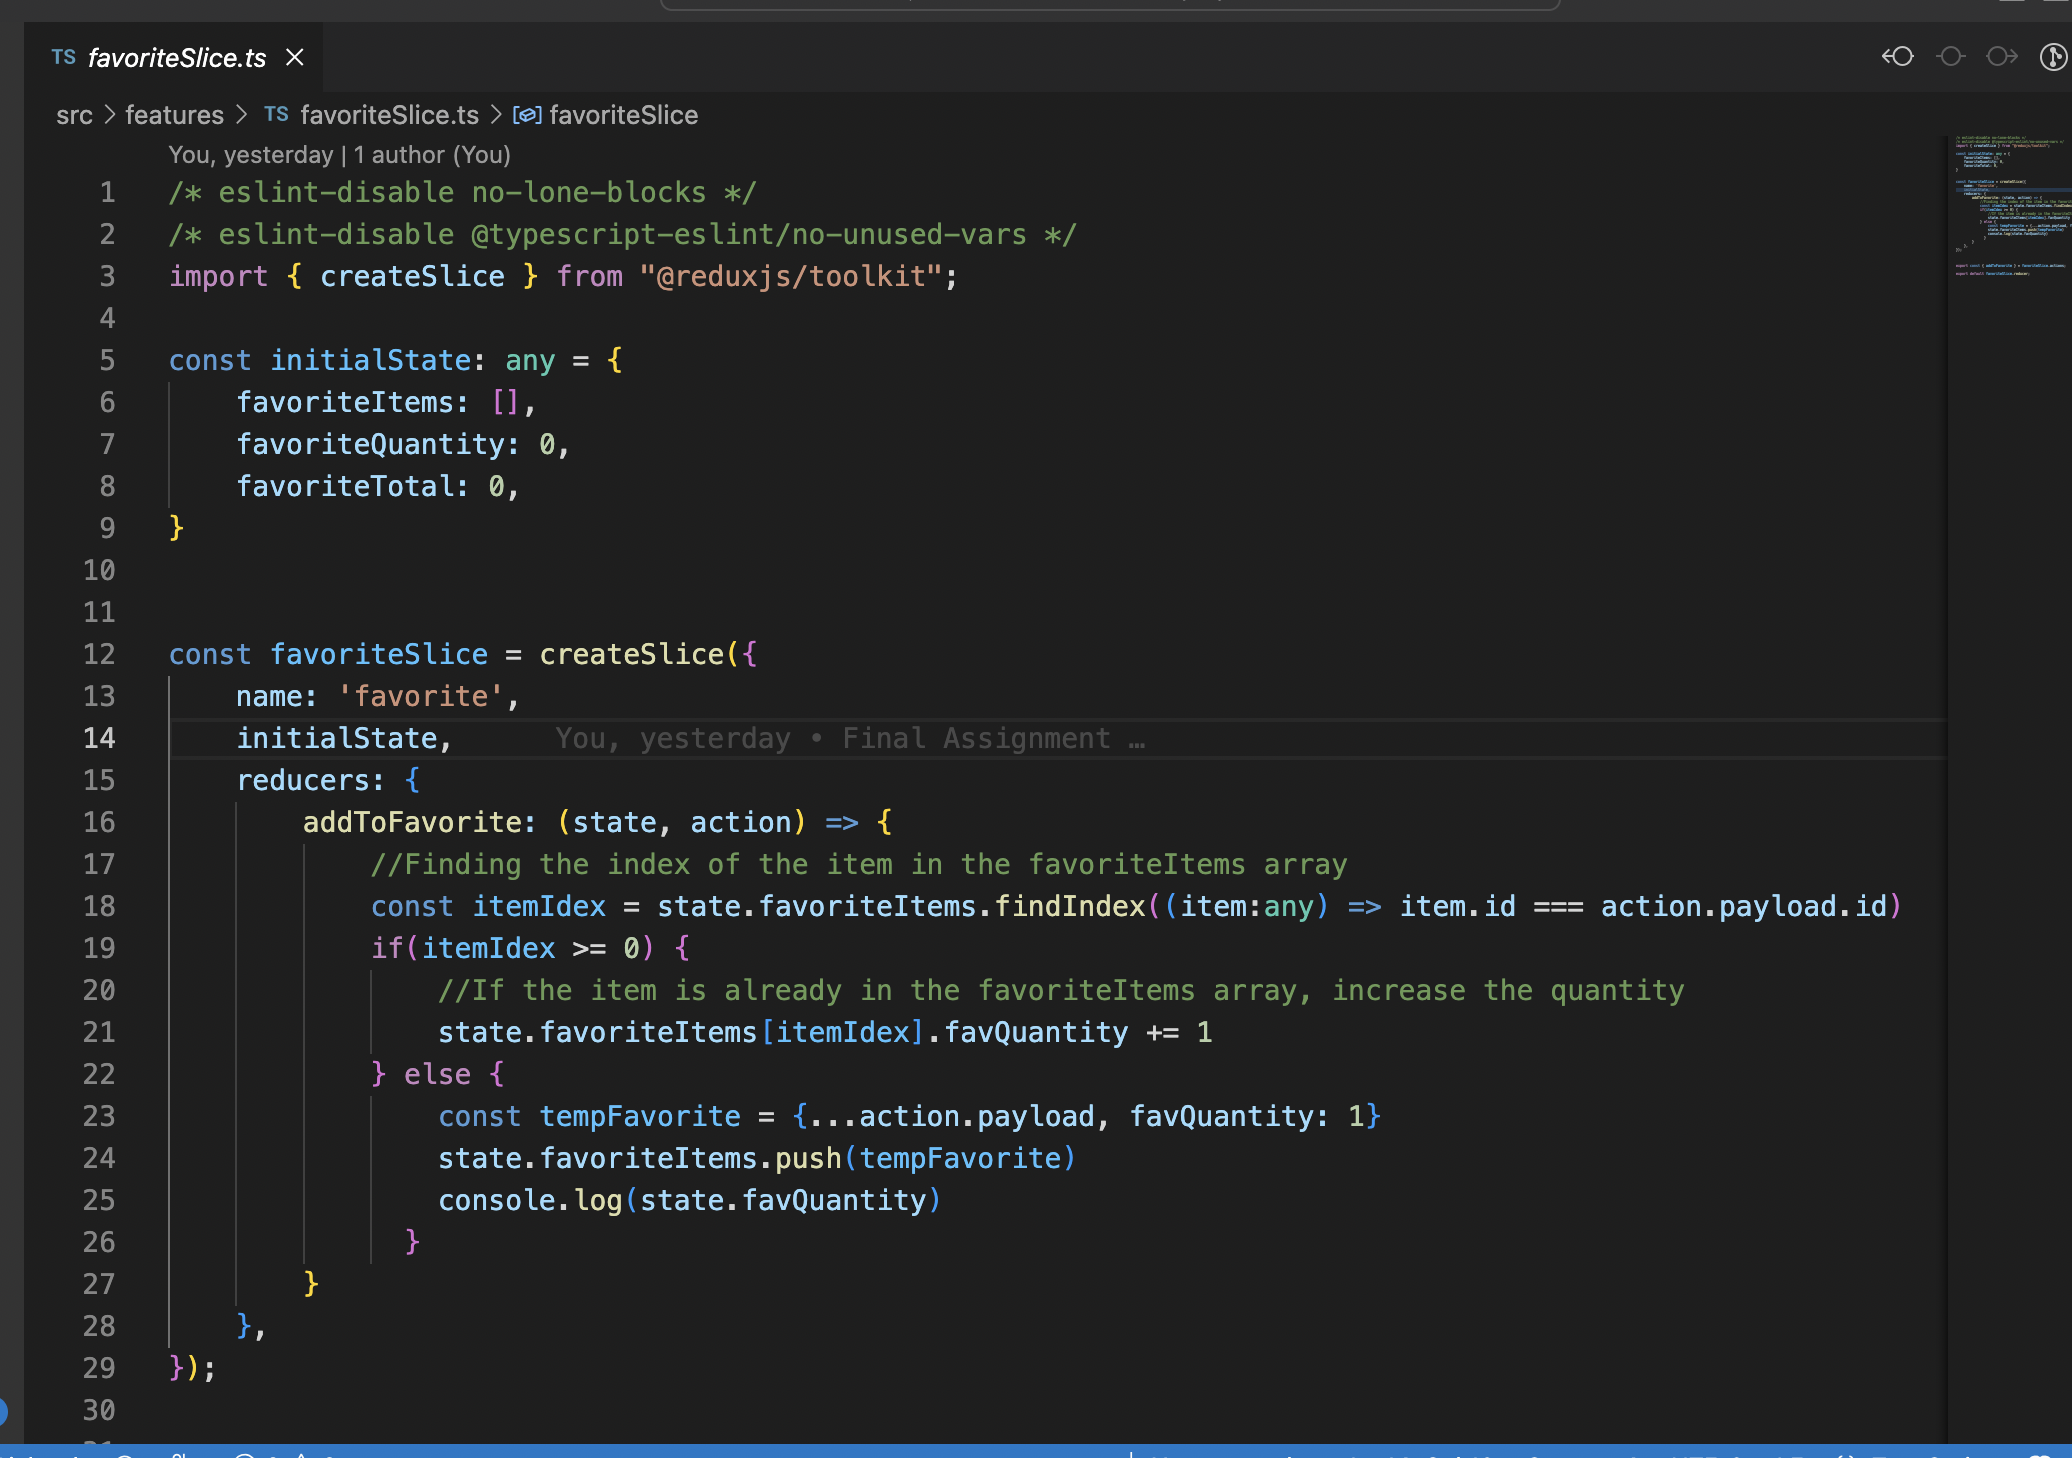 TS favoriteSlice.ts
src > features > TS favoriteSlice.ts > favoriteSlice
You, yesterday | 1 author (You)
1 /* eslint-disable no-lone-blocks */
2 /* eslint-disable @typescript-eslint/no-unused-vars */
3 import { createSlice } from "@reduxjs/toolkit";
4
5 const initialState: any = {
6 favoriteItems: [],
7 favoriteQuantity: 0,
8 favoriteTotal: 0,
9 }
10
11
12 const favoriteSlice = createSlice({
13 name: 'favorite',
14 initialState, You, yesterday • Final Assignment …
15 reducers: {
16 addToFavorite: (state, action) => {
17 //Finding the index of the item in the favoriteItems array
18 const itemIdex = state.favoriteItems.findIndex((item:any) => item.id === action.payload.id)
19 if(itemIdex >= 0) {
20 //If the item is already in the favoriteItems array, increase the quantity
21 state.favoriteItems[itemIdex].favQuantity += 1
22 } else {
23 const tempFavorite = {...action.payload, favQuantity: 1}
24 state.favoriteItems.push(tempFavorite)
25 console.log(state.favQuantity)
26 }
27 }
28 },
29 });
30